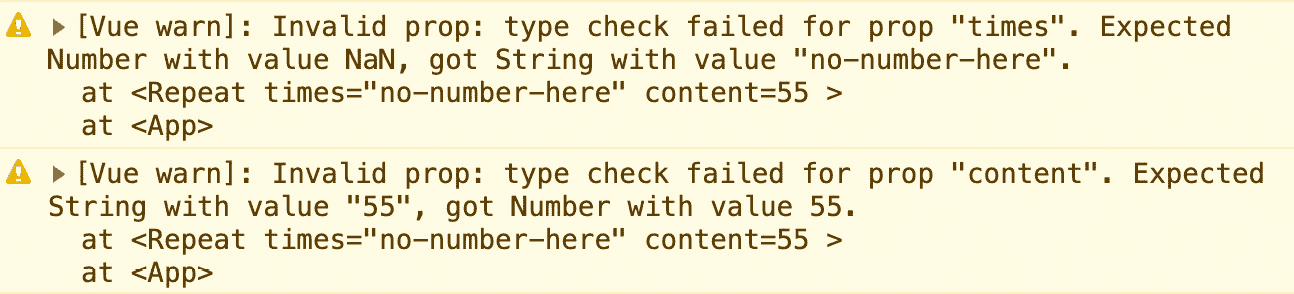 [Vue warn]: Invalid prop: type check failed for prop "times". Expected
Number with value NaN, got String with value "no-number-here".
at <Repeat times="no-number-here" content=55 >
at <App>
[Vue warn]: Invalid prop: type check failed for prop "content". Expected
String with value "55", got Number with value 55.
at <Repeat times="no-number-here" content=55 >
at <App>